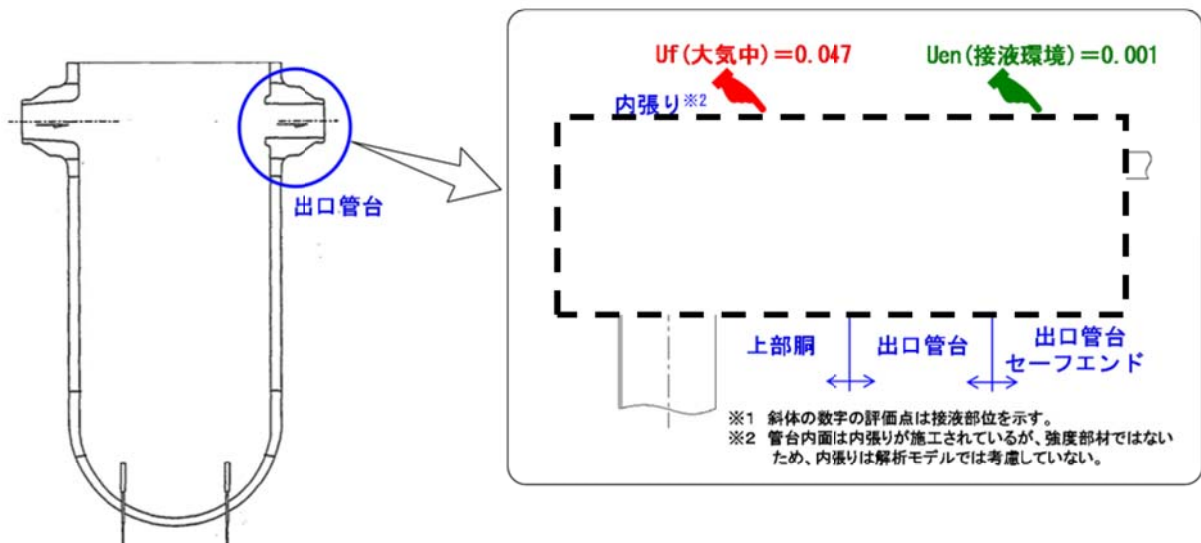 出口管台
Uf(大気中)=0.047
Uen(接液環境)=0.001
内張り※2
上部胴
出口管台
出口管台
セーフエンド
※1 斜体の数字の評価点は接液部位を示す。
※2 管台内面は内張りが施工されているが、強度部材ではない
ため、内張りは解析モデルでは考慮していない。